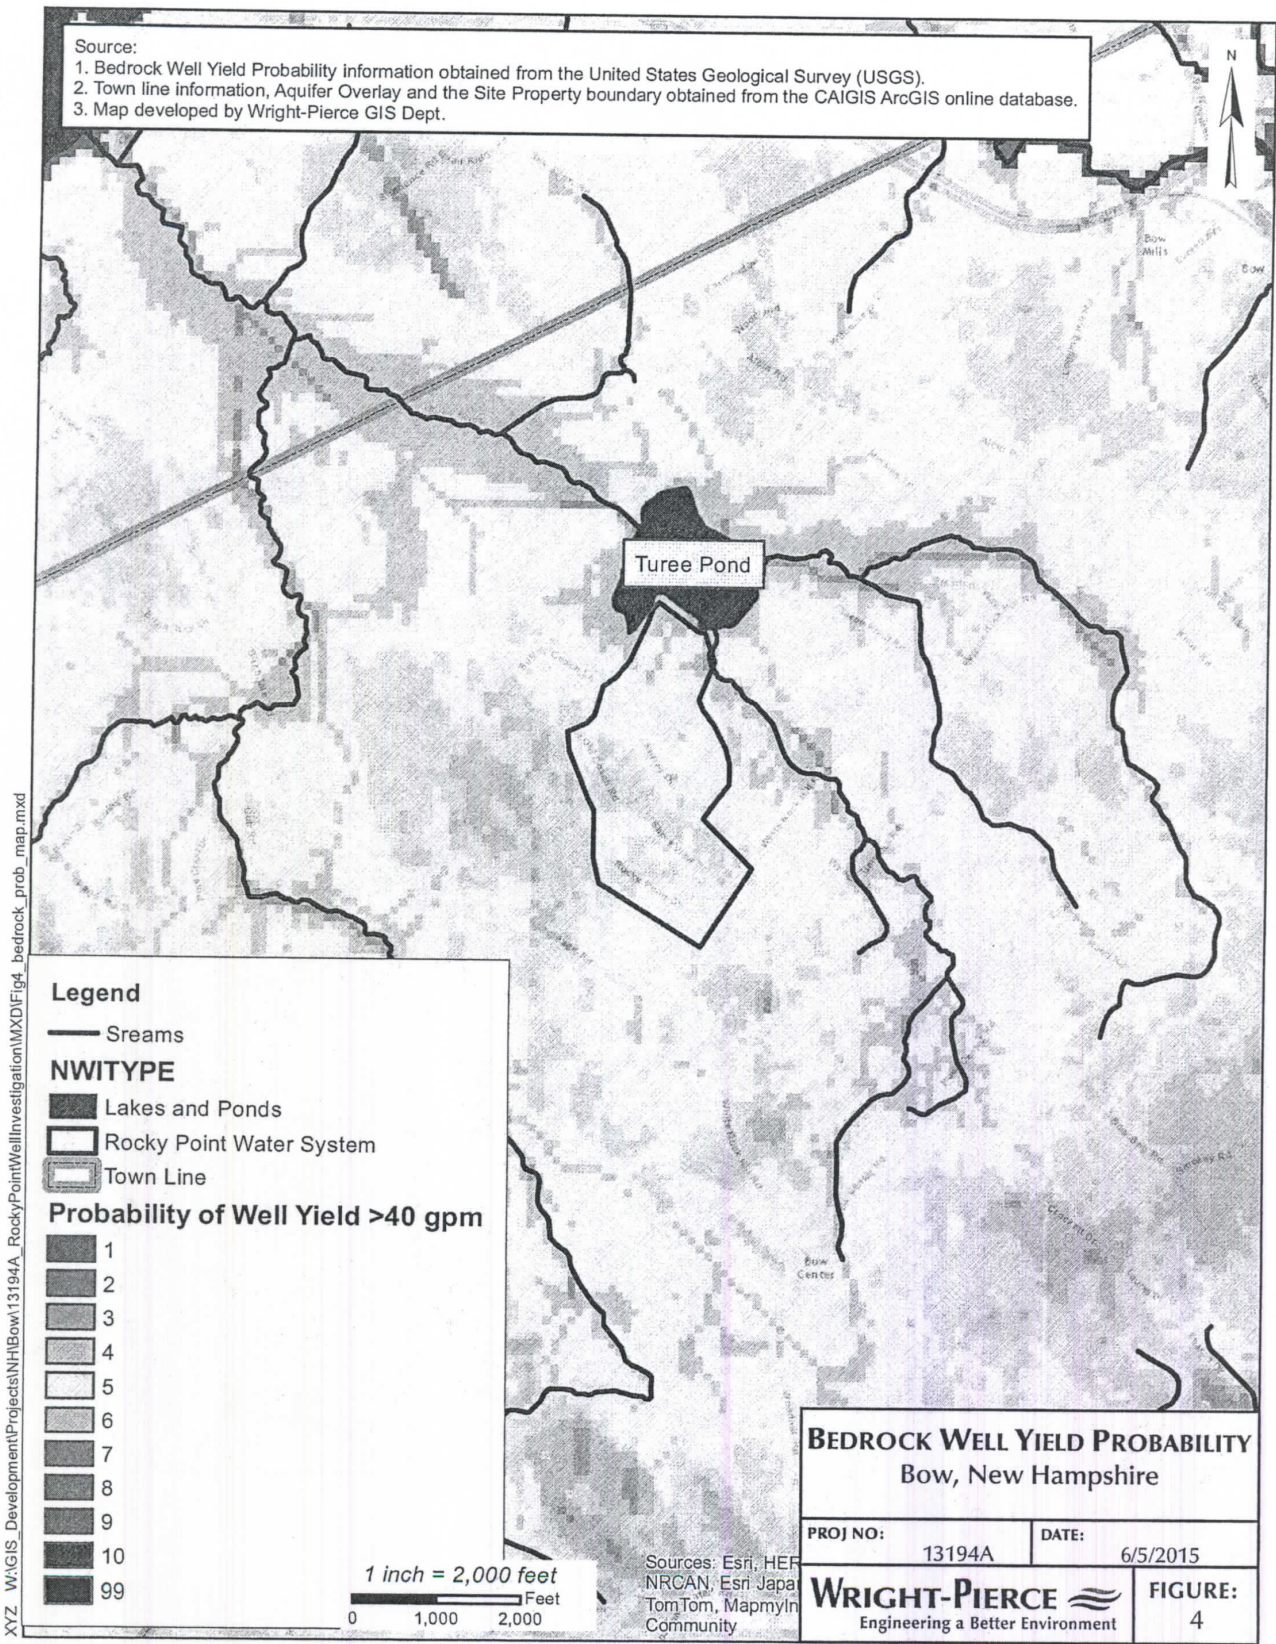 Source:
1. Bedrock Well Yield Probability information obtained from the United States Geological Survey (USGS).
2. Town line information, Aquifer Overlay and the Site Property boundary obtained from the CAIGIS ArcGIS online database.
3. Map developed by Wright-Pierce GIS Dept.
N
Bow
Mills
Bow
Turee Pond
Bow
Center
XYZ W:\GIS_Development\Projects\NH\Bow\13194A_RockyPointWellInvestigation\MXD\Fig4_bedrock_prob_map.mxd
Legend
Sreams
NWITYPE
Lakes and Ponds
Rocky Point Water System
Town Line
Probability of Well Yield >40 gpm
1
2
3
4
5
6
7
8
9
10
99
1 inch = 2,000 feet
Feet
0 1,000 2,000
Sources: Esri, HER
NRCAN, Esri Japa
TomTom, MapmyIn
Community
BEDROCK WELL YIELD PROBABILITY
Bow, New Hampshire
PROJ NO:
13194A
DATE:
6/5/2015
WRIGHT-PIERCE
Engineering a Better Environment
FIGURE:
4